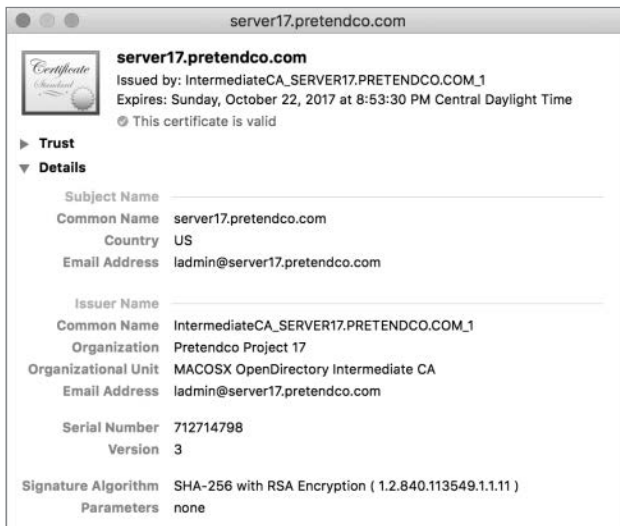 server17.pretendco.com
Certificate
Standard
server17.pretendco.com
Issued by: IntermediateCA_SERVER17.PRETENDCO.COM_1
Expires: Sunday, October 22, 2017 at 8:53:30 PM Central Daylight Time
This certificate is valid
Trust
Details
Subject Name
Common Name server17.pretendco.com
Country US
Email Address ladmin@server17.pretendco.com
Issuer Name
Common Name IntermediateCA_SERVER17.PRETENDCO.COM_1
Organization Pretendco Project 17
Organizational Unit MACOSX OpenDirectory Intermediate CA
Email Address ladmin@server17.pretendco.com
Serial Number 712714798
Version 3
Signature Algorithm SHA-256 with RSA Encryption ( 1.2.840.113549.1.1.11 )
Parameters none